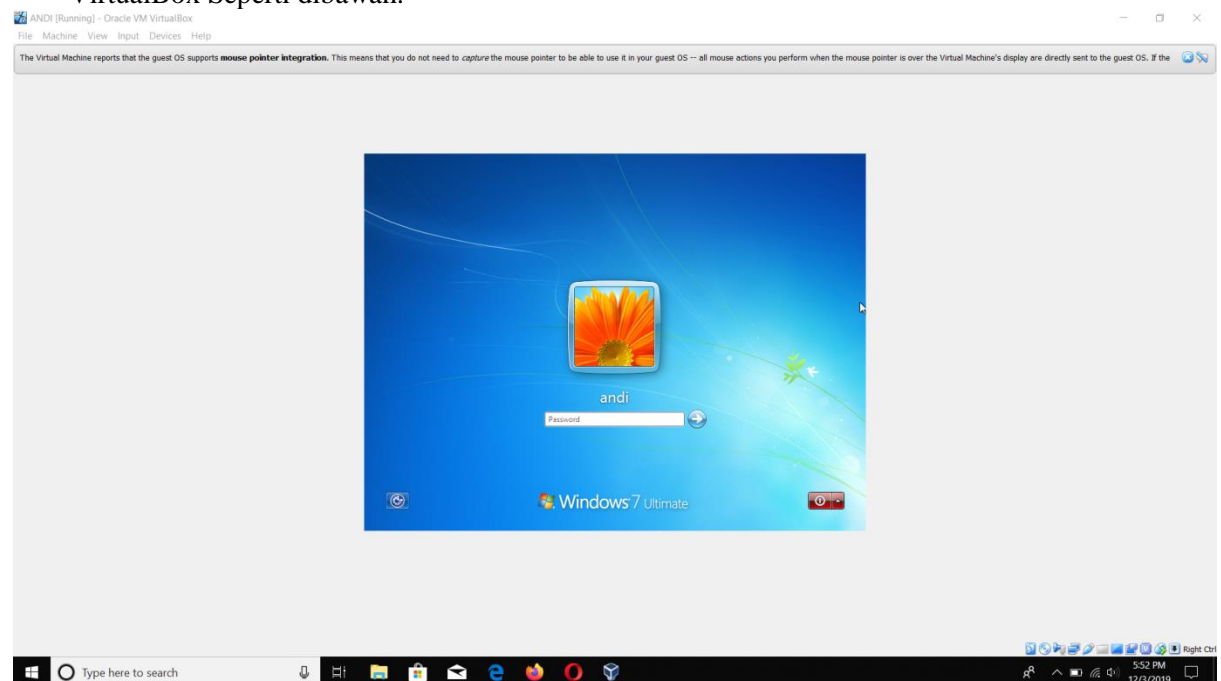 VirtualBox Seperti dibawah.
ANDI [Running] - Oracle VM VirtualBox
File Machine View Input Devices Help
The Virtual Machine reports that the guest OS supports mouse pointer integration. This means that you do not need to capture the mouse pointer to be able to use it in your guest OS -- all mouse actions you perform when the mouse pointer is over the Virtual Machine's display are directly sent to the guest OS. If the
andi
Password
Windows 7 Ultimate
Right Ctrl
Type here to search
5:52 PM
12/3/2019